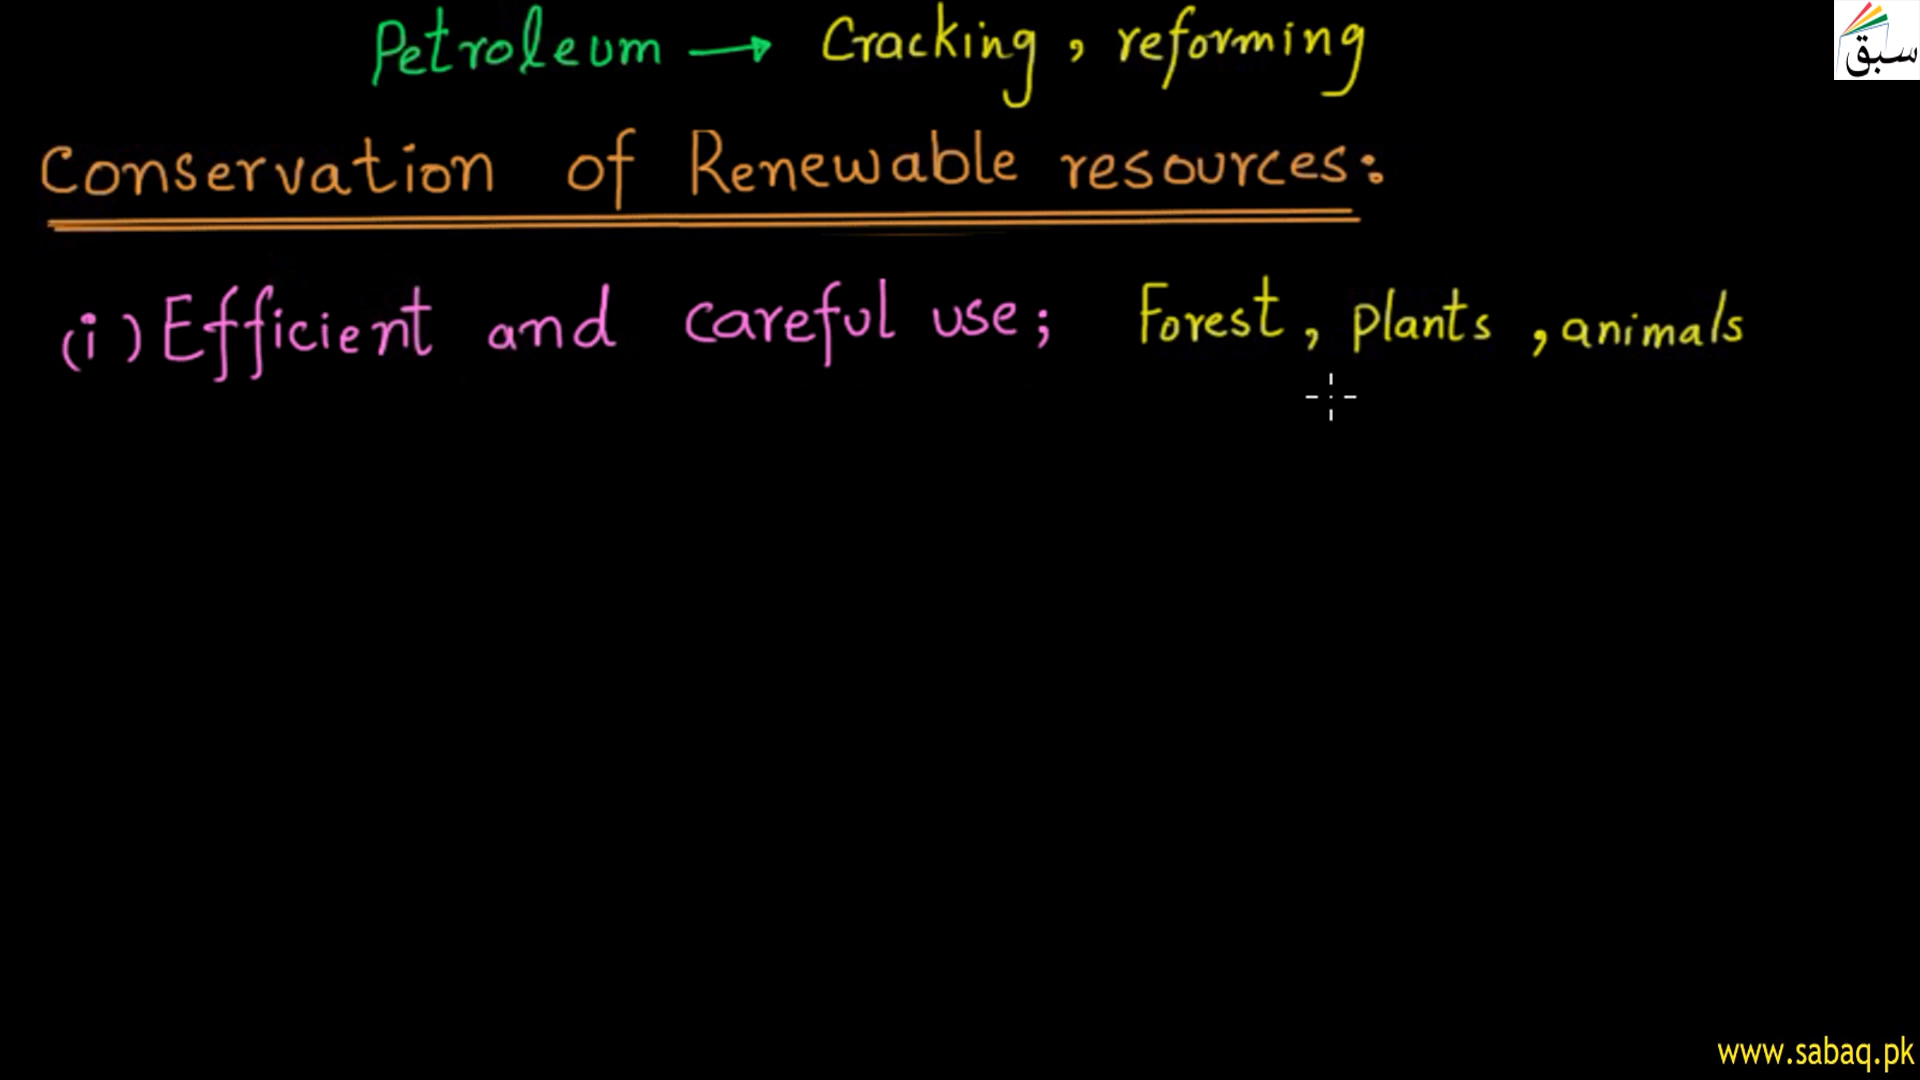 Petroleum → Cracking, reforming
سبق
Conservation of Renewable resources:
(i) Efficient and careful use; Forest, plants, animals
www.sabaq.pk